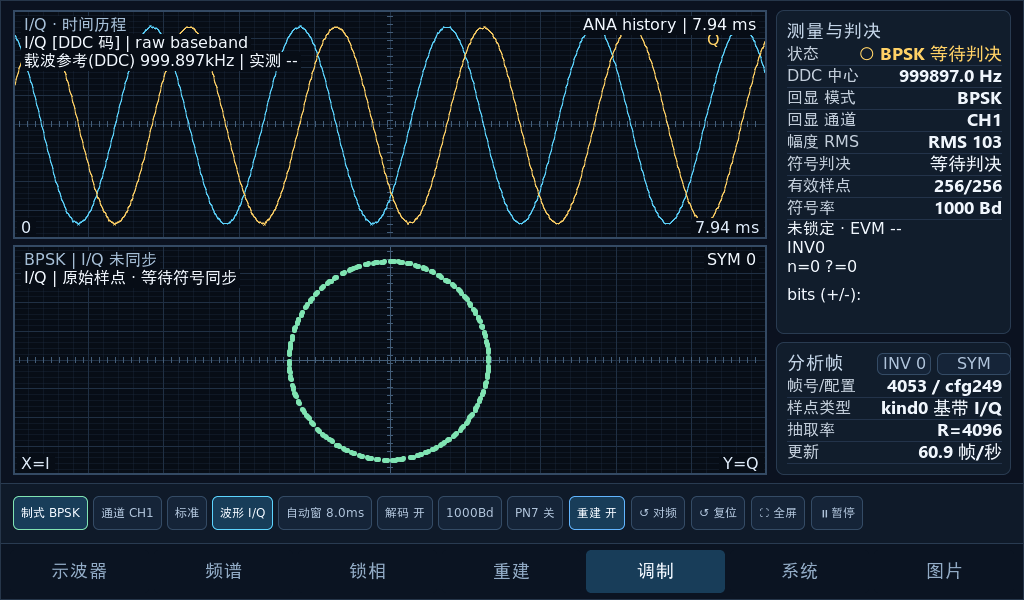 I/Q · 时间历程
I/Q [DDC 码] | raw baseband
载波参考(DDC) 999.897kHz | 实测 --
ANA history | 7.94 ms
Q
0
7.94 ms
BPSK | I/Q 未同步
I/Q | 原始样点 · 等待符号同步
SYM 0
X=I
Y=Q
测量与判决
状态 ○ BPSK 等待判决
DDC 中心 999897.0 Hz
回显 模式 BPSK
回显 通道 CH1
幅度 RMS RMS 103
符号判决 等待判决
有效样点 256/256
符号率 1000 Bd
未锁定 · EVM --
INV0
n=0 ?=0
bits (+/-):
分析帧 INV 0 SYM
帧号/配置 4053 / cfg249
样点类型 kind0 基带 I/Q
抽取率 R=4096
更新 60.9 帧/秒
制式 BPSK 通道 CH1 标准 波形 I/Q 自动窗 8.0ms 解码 开 1000Bd PN7 关 重建 开 ↺ 对频 ↺ 复位 ⛶ 全屏 ⏸暂停
示波器 频谱 锁相 重建 调制 系统 图片